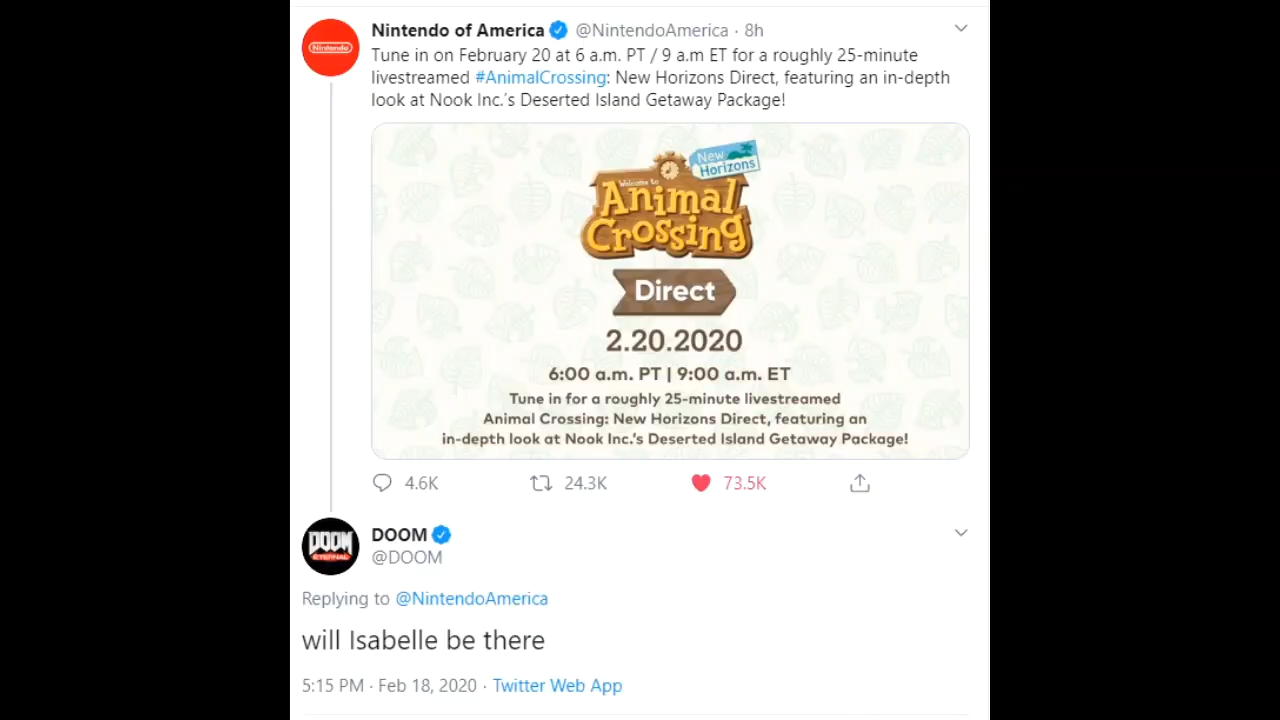 Nintendo
Nintendo of America @NintendoAmerica · 8h
Tune in on February 20 at 6 a.m. PT / 9 a.m ET for a roughly 25-minute
livestreamed #AnimalCrossing: New Horizons Direct, featuring an in-depth
look at Nook Inc.'s Deserted Island Getaway Package!
New
Horizons
Welcome to
Animal
Crossing
Direct
2.20.2020
6:00 a.m. PT | 9:00 a.m. ET
Tune in for a roughly 25-minute livestreamed
Animal Crossing: New Horizons Direct, featuring an
in-depth look at Nook Inc.'s Deserted Island Getaway Package!
4.6K 24.3K 73.5K
DOOM
ETERNAL
DOOM
@DOOM
Replying to @NintendoAmerica
will Isabelle be there
5:15 PM · Feb 18, 2020 · Twitter Web App